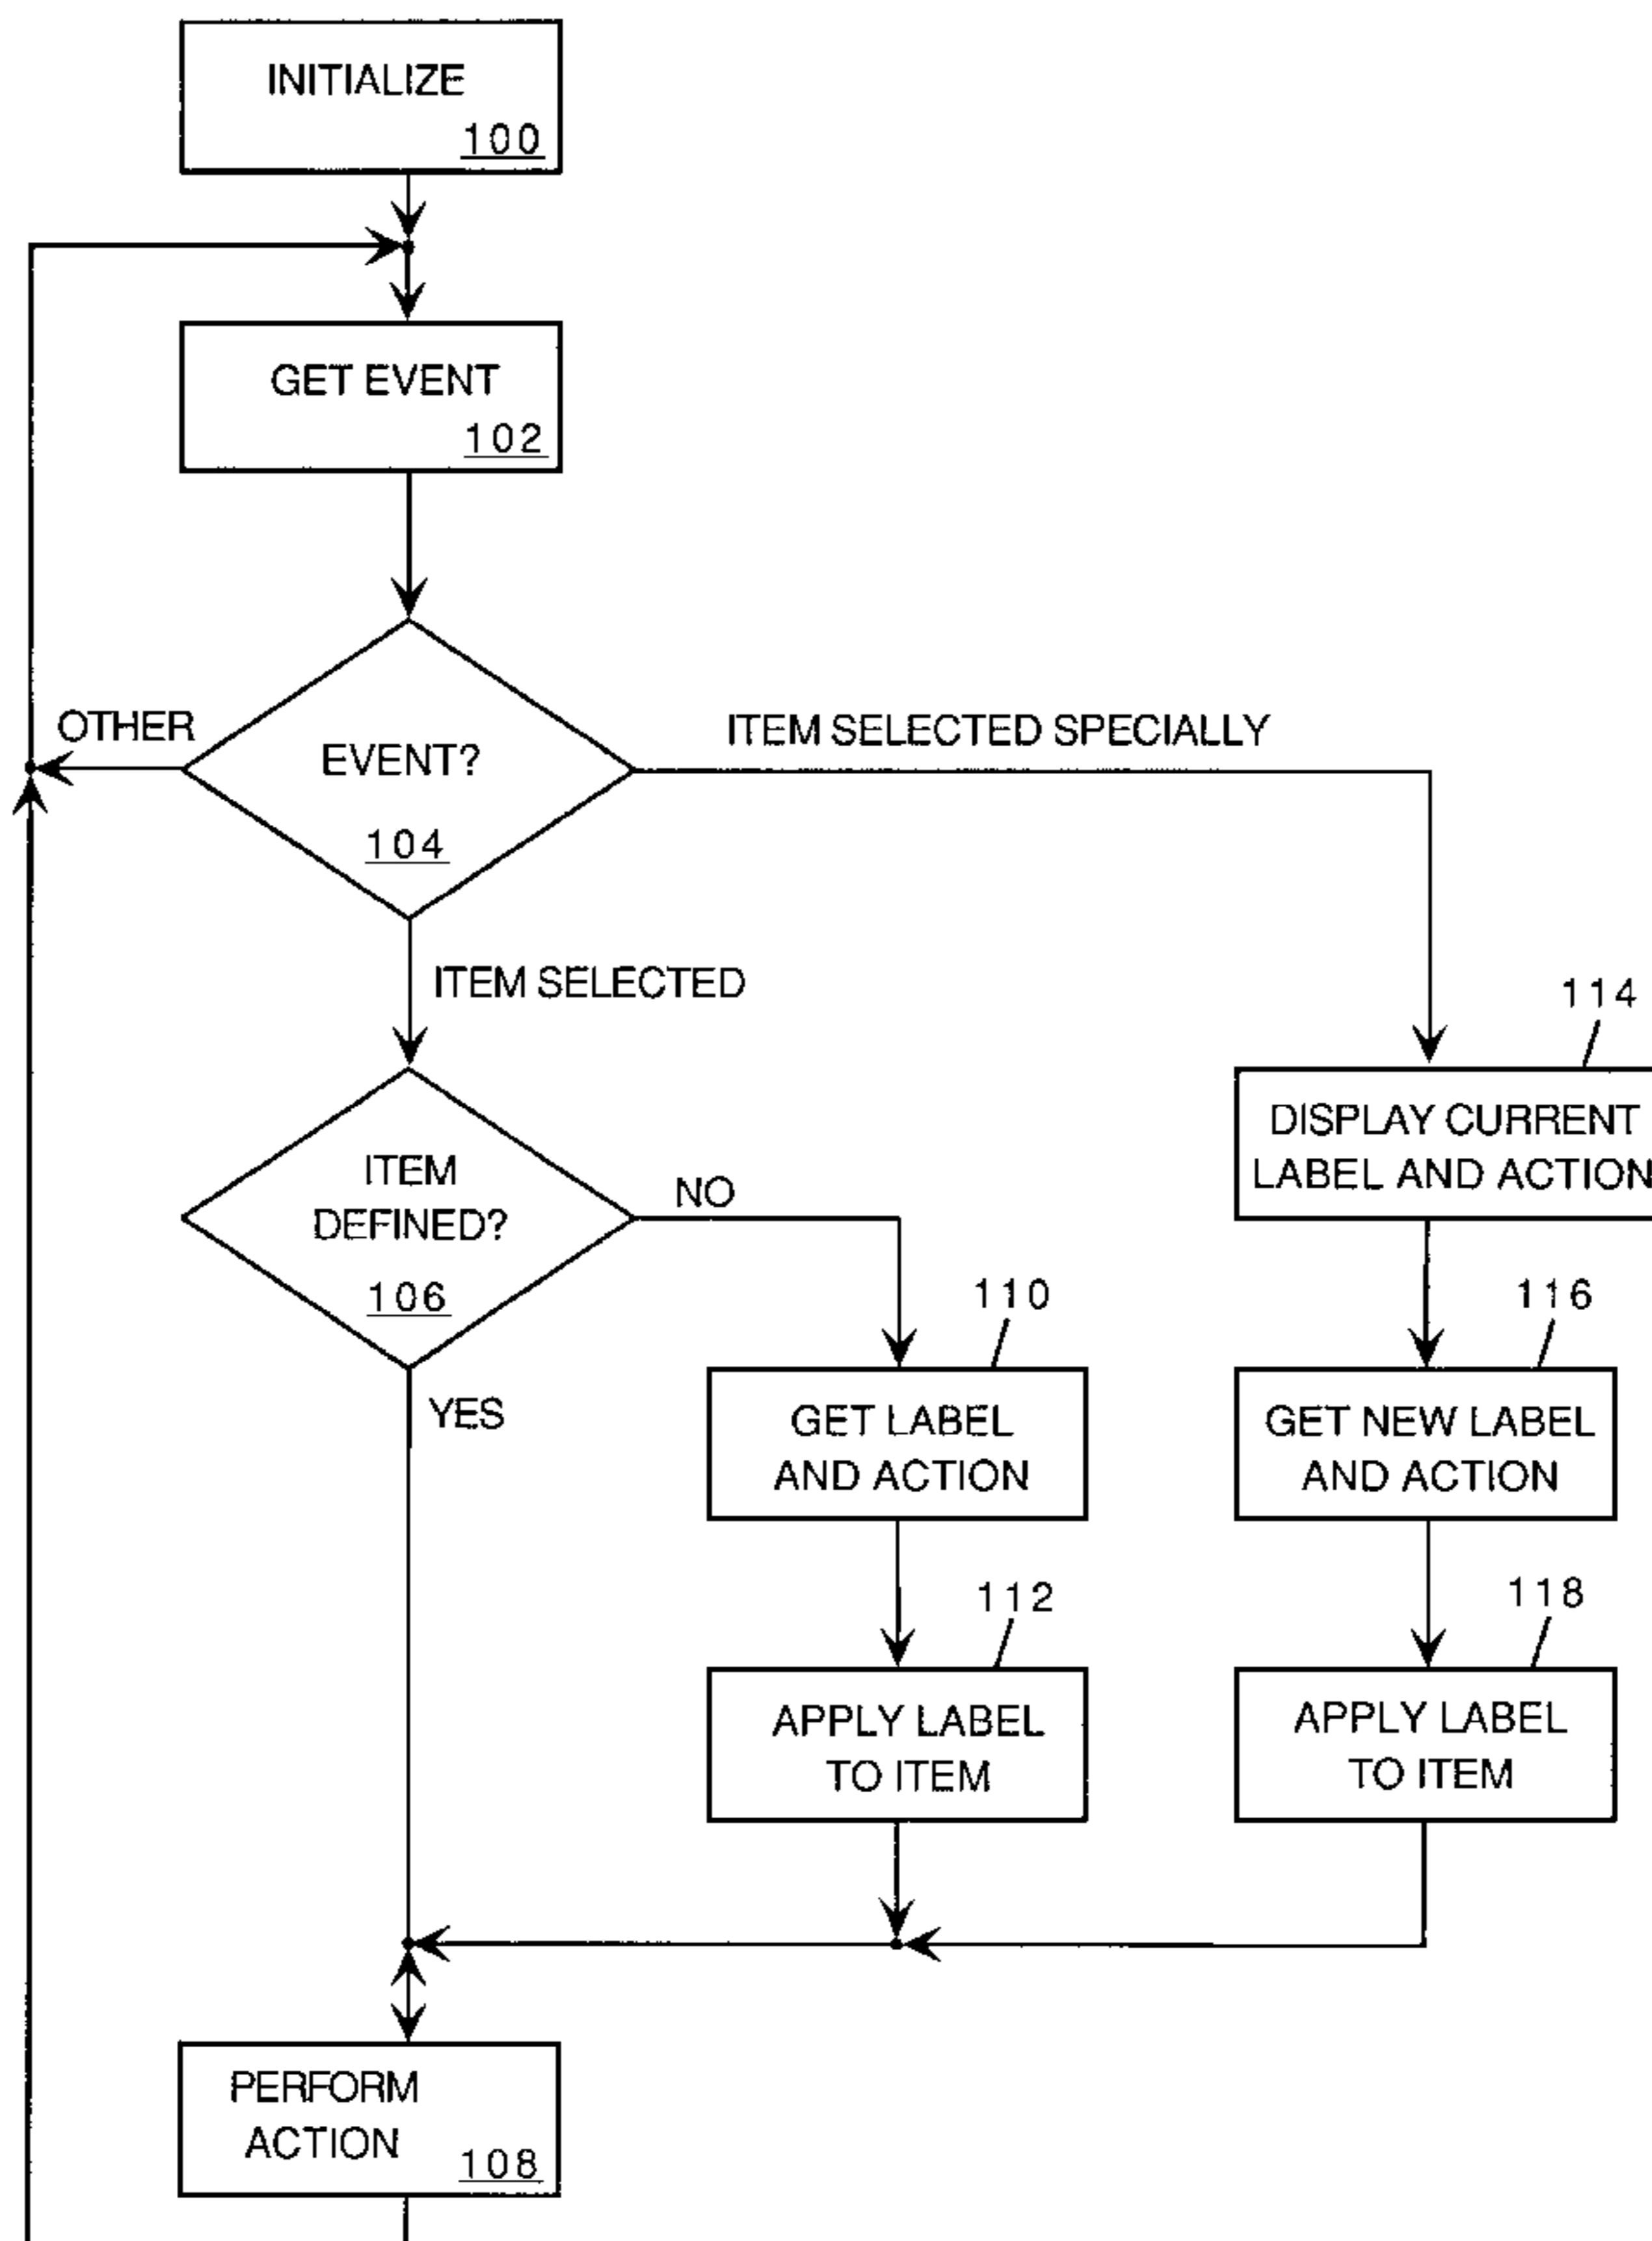 INITIALIZE
100
GET EVENT
102
OTHER
EVENT?
104
ITEM SELECTED SPECIALLY
ITEM SELECTED
114
DISPLAY CURRENT
LABEL AND ACTION
ITEM
DEFINED?
106
NO
YES
110
GET LABEL
AND ACTION
116
GET NEW LABEL
AND ACTION
112
APPLY LABEL
TO ITEM
118
APPLY LABEL
TO ITEM
PERFORM
ACTION
108